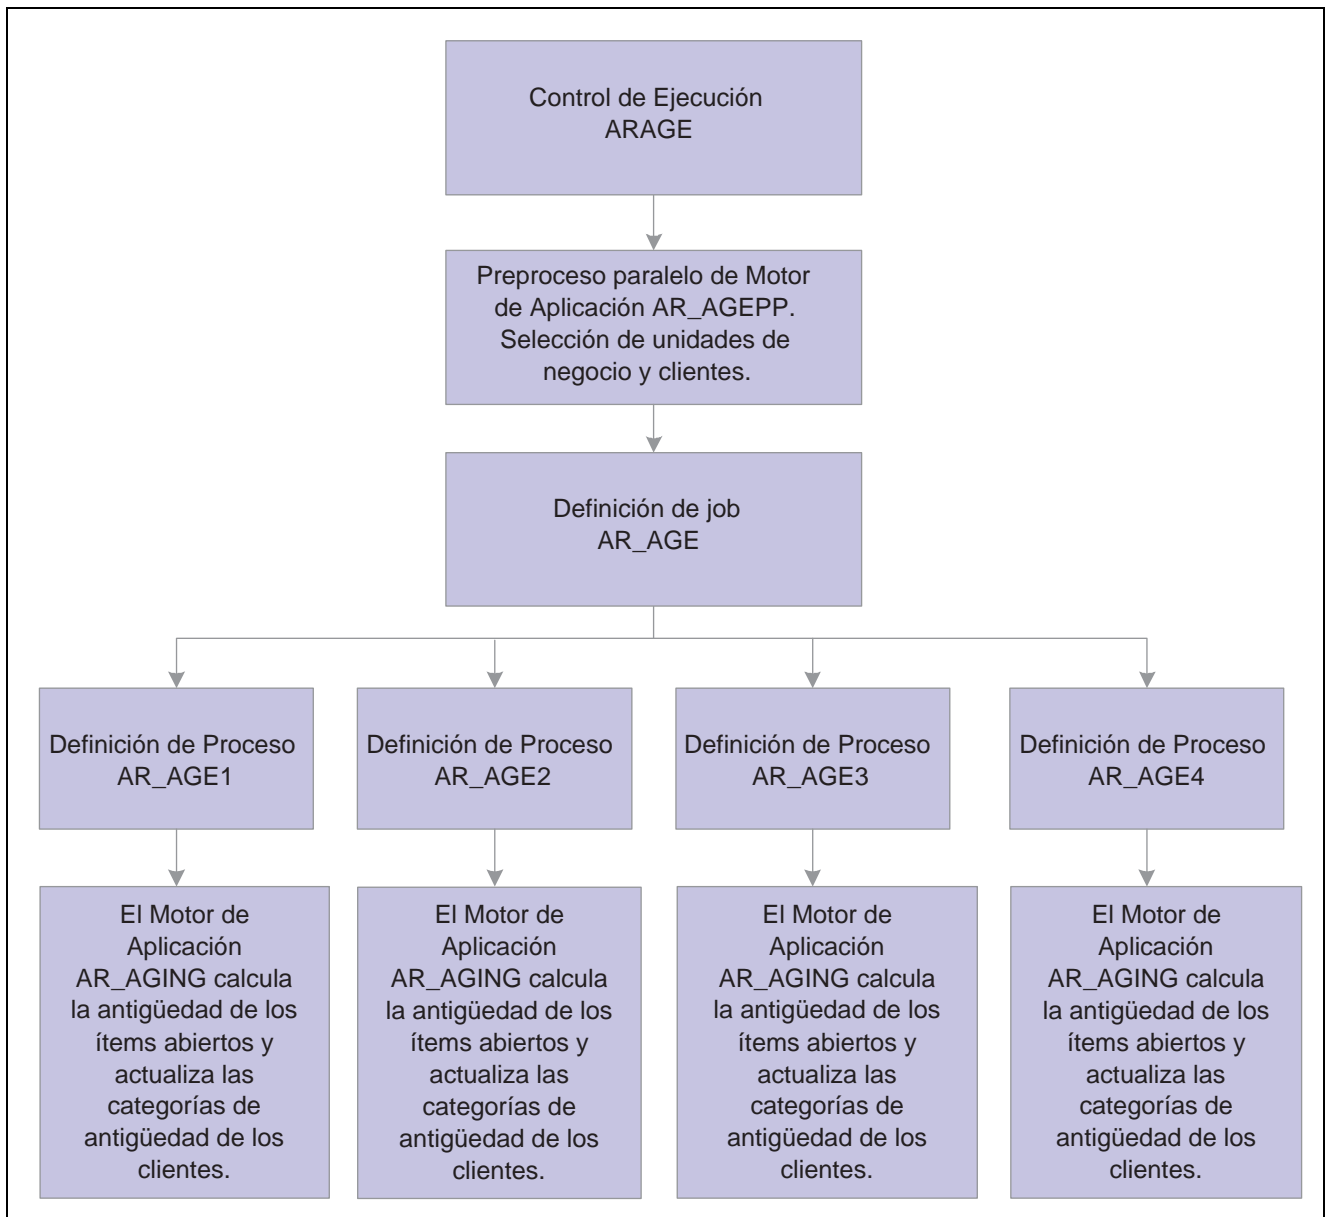 Control de Ejecución
ARAGE
Preproceso paralelo de Motor
de Aplicación AR_AGEPP.
Selección de unidades de
negocio y clientes.
Definición de job
AR_AGE
Definición de Proceso
AR_AGE1
Definición de Proceso
AR_AGE2
Definición de Proceso
AR_AGE3
Definición de Proceso
AR_AGE4
El Motor de
Aplicación
AR_AGING calcula
la antigüedad de los
ítems abiertos y
actualiza las
categorías de
antigüedad de los
clientes.
El Motor de
Aplicación
AR_AGING calcula
la antigüedad de los
ítems abiertos y
actualiza las
categorías de
antigüedad de los
clientes.
El Motor de
Aplicación
AR_AGING calcula
la antigüedad de los
ítems abiertos y
actualiza las
categorías de
antigüedad de los
clientes.
El Motor de
Aplicación
AR_AGING calcula
la antigüedad de los
ítems abiertos y
actualiza las
categorías de
antigüedad de los
clientes.